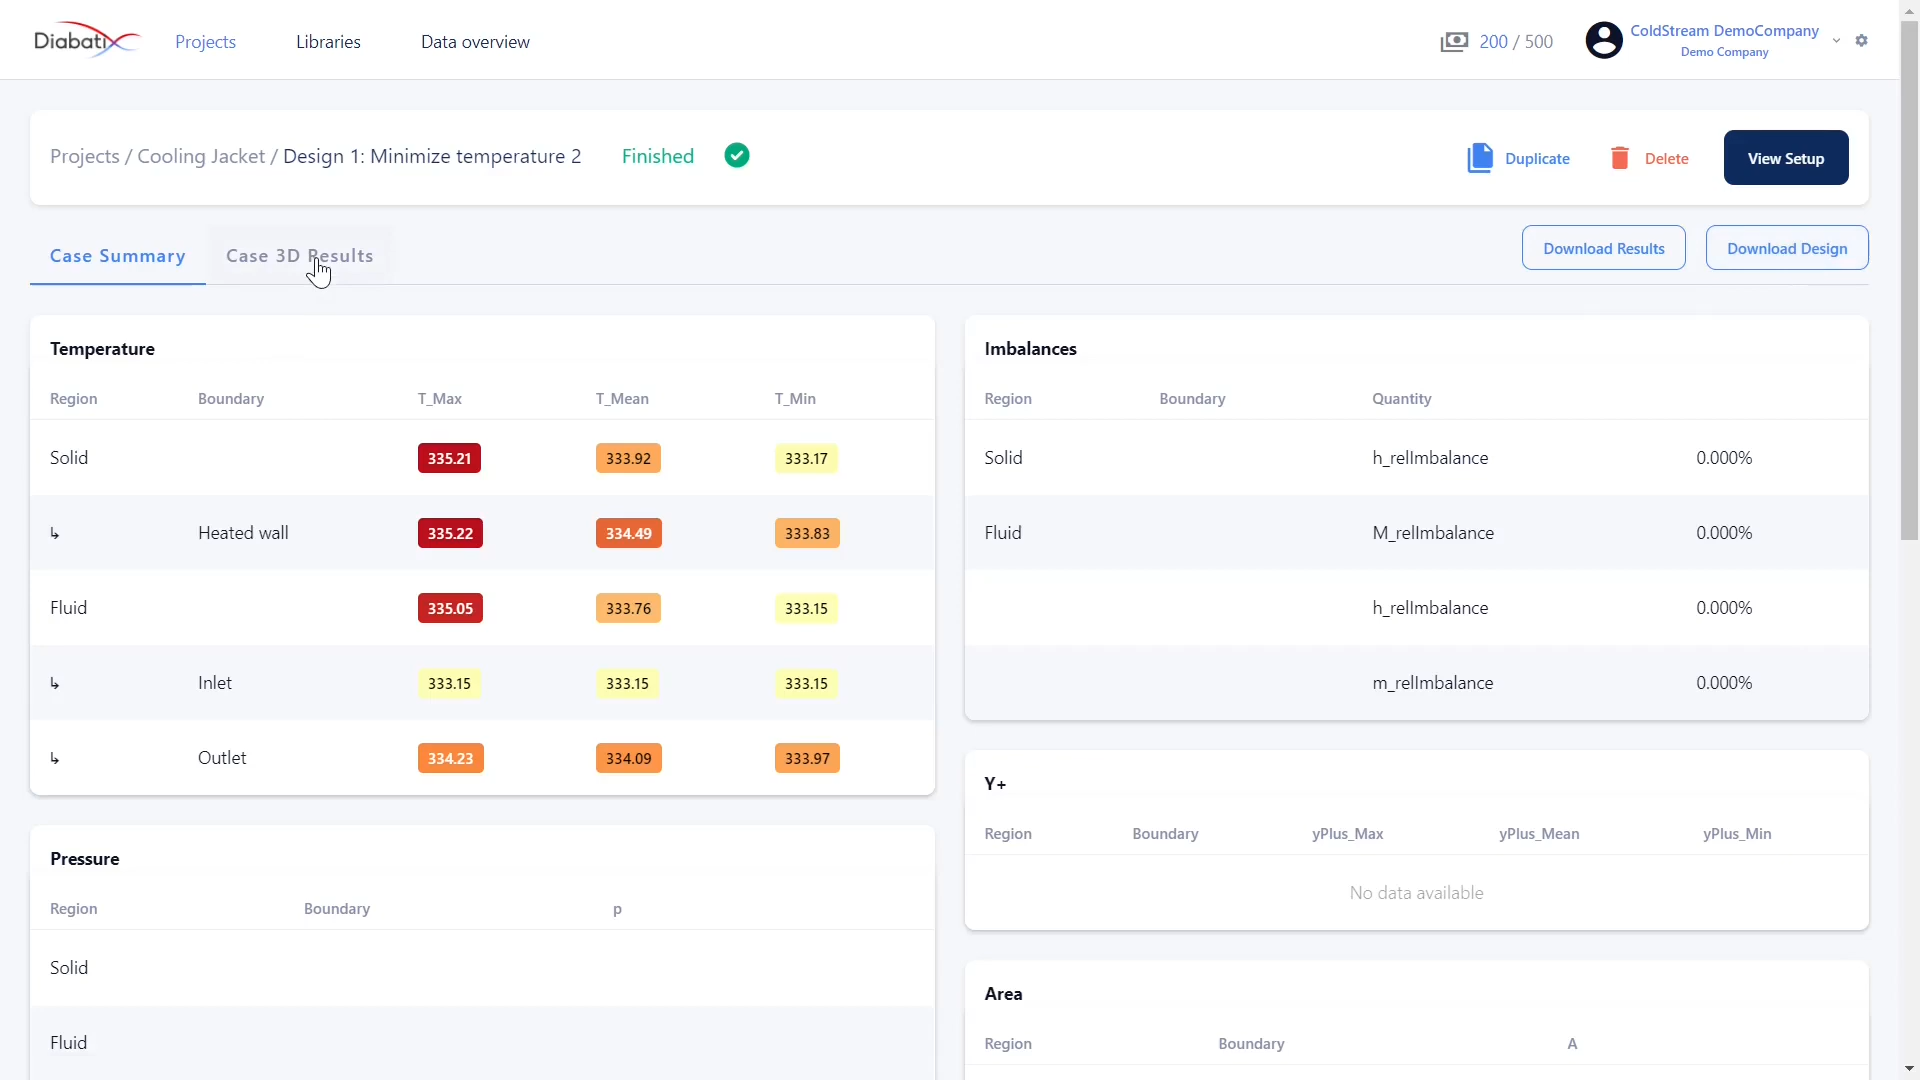 Diabatix Projects Libraries Data overview 200 / 500 ColdStream DemoCompany
Demo Company
Projects / Cooling Jacket / Design 1: Minimize temperature 2 Finished Duplicate Delete View Setup
Case Summary Case 3D Results Download Results Download Design
Temperature
Region Boundary T_Max T_Mean T_Min
Solid 335.21 333.92 333.17
↳ Heated wall 335.22 334.49 333.83
Fluid 335.05 333.76 333.15
↳ Inlet 333.15 333.15 333.15
↳ Outlet 334.23 334.09 333.97
Pressure
Region Boundary p
Solid
Fluid
Imbalances
Region Boundary Quantity
Solid h_relImbalance 0.000%
Fluid M_relImbalance 0.000%
h_relImbalance 0.000%
m_relImbalance 0.000%
Y+
Region Boundary yPlus_Max yPlus_Mean yPlus_Min
No data available
Area
Region Boundary A